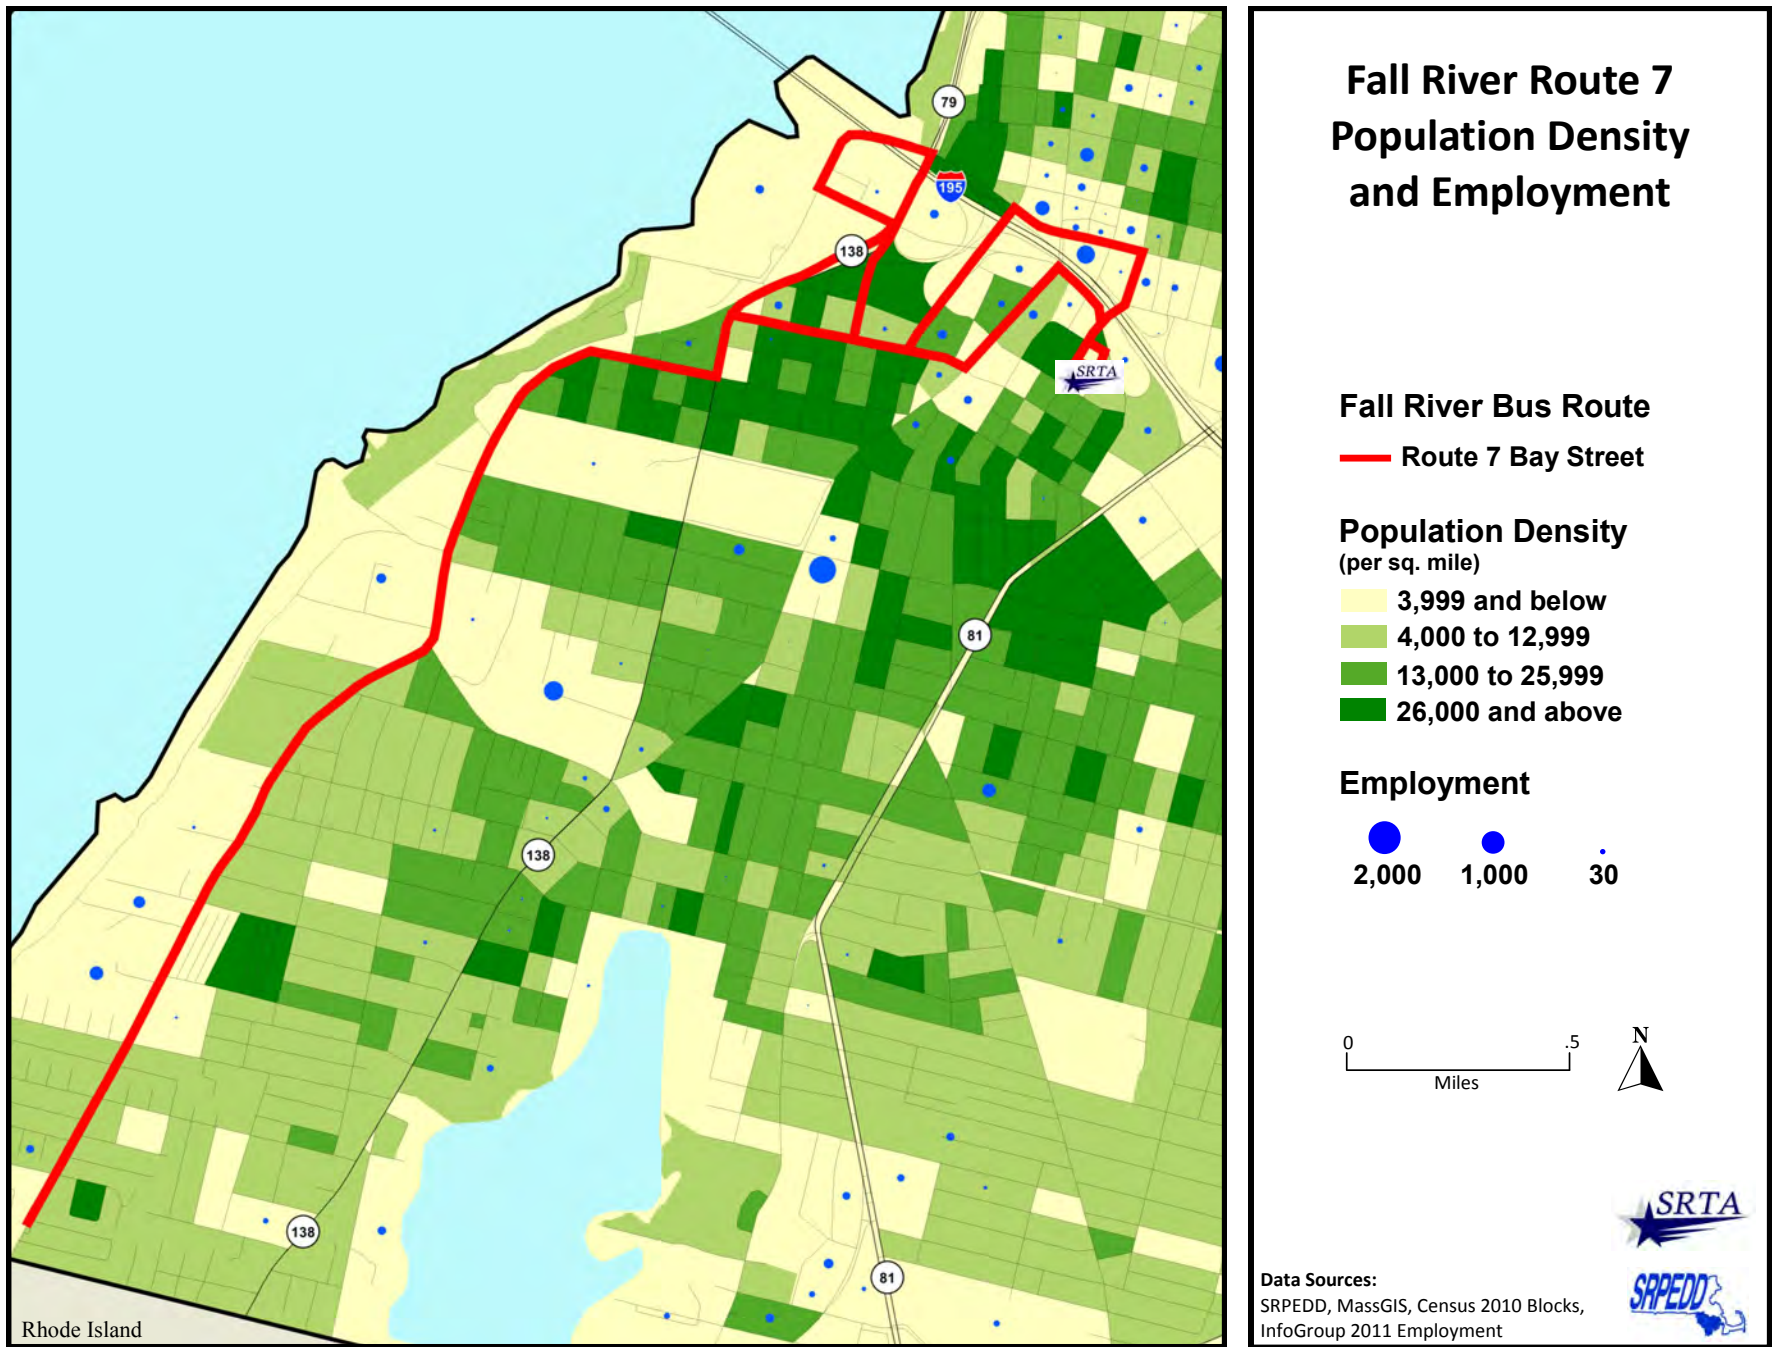 79
195
138
SRTA
81
138
138
81
Rhode Island
Fall River Route 7
Population Density
and Employment
Fall River Bus Route
Route 7 Bay Street
Population Density
(per sq. mile)
3,999 and below
4,000 to 12,999
13,000 to 25,999
26,000 and above
Employment
2,000 1,000 30
0 .5
Miles
N
SRTA
SRPEDD
Data Sources:
SRPEDD, MassGIS, Census 2010 Blocks,
InfoGroup 2011 Employment